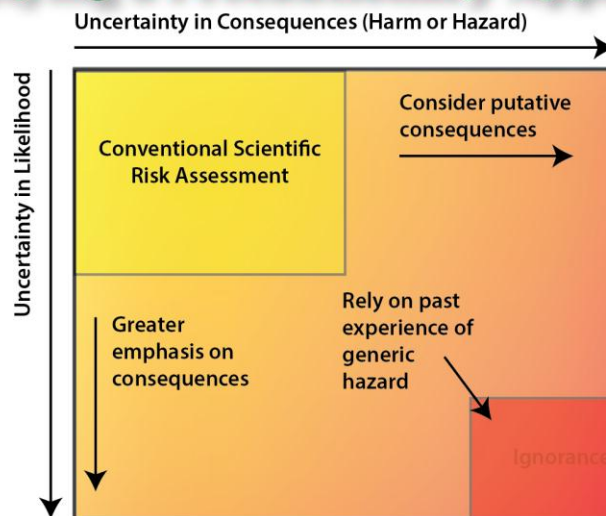 Uncertainty in Consequences (Harm or Hazard)
Uncertainty in Likelihood
Conventional Scientific
Risk Assessment
Consider putative
consequences
Greater
emphasis on
consequences
Rely on past
experience of
generic
hazard
Ignorance